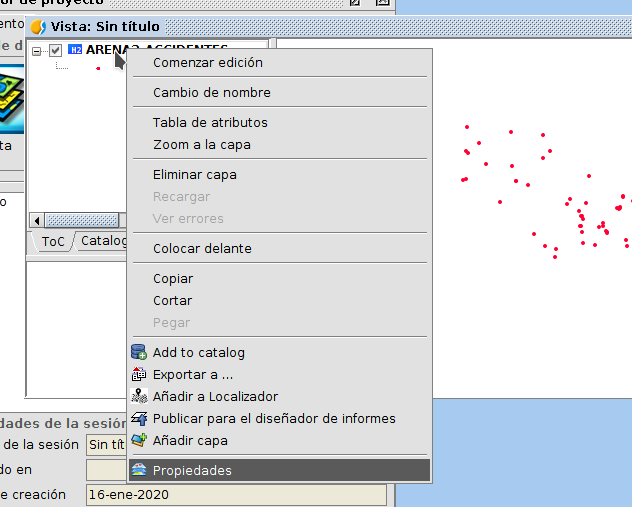 or de proyecto
Vista: Sin título
ARENA2_ACCIDENTES
Comenzar edición
Cambio de nombre
Tabla de atributos
Zoom a la capa
Eliminar capa
Recargar
Ver errores
Colocar delante
ToC
Catalog
Copiar
Cortar
Pegar
Add to catalog
Exportar a ...
Añadir a Localizador
Publicar para el diseñador de informes
Añadir capa
Propiedades
dades de la sesión
de la sesión
Sin tít
do en
e creación
16-ene-2020